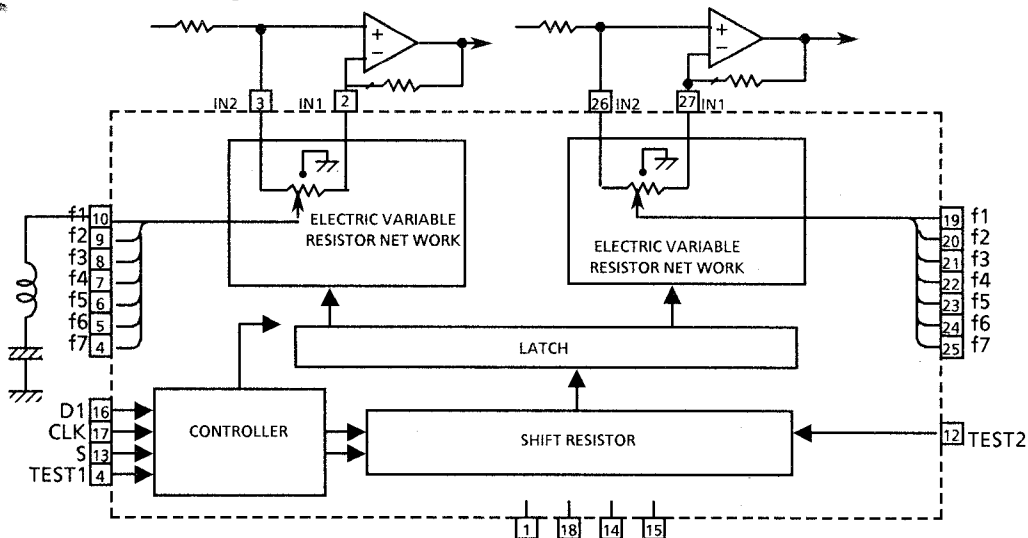 +
−
+
−
IN2 3 IN1 2
26 IN2 27 IN1
ELECTRIC VARIABLE
RESISTOR NET WORK
ELECTRIC VARIABLE
RESISTOR NET WORK
f1 10
f2 9
f3 8
f4 7
f5 6
f6 5
f7 4
19 f1
20 f2
21 f3
22 f4
23 f5
24 f6
25 f7
LATCH
D1 16
CLK 17
S 13
TEST1 4
CONTROLLER
SHIFT RESISTOR
12 TEST2
1 18 14 15